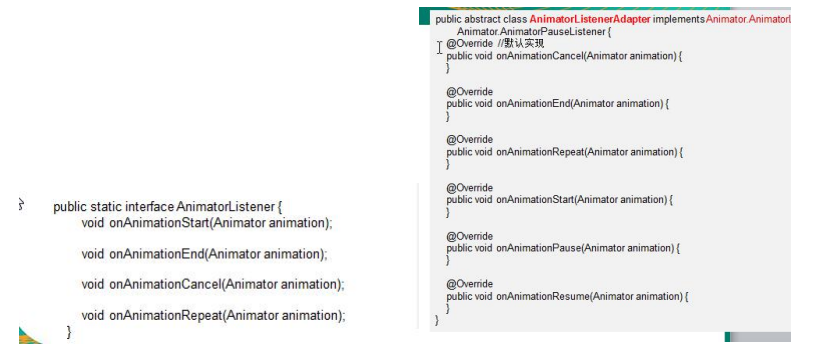 public static interface AnimatorListener {
void onAnimationStart(Animator animation);
void onAnimationEnd(Animator animation);
void onAnimationCancel(Animator animation);
void onAnimationRepeat(Animator animation);
}
public abstract class AnimatorListenerAdapter implements Animator.AnimatorL
Animator.AnimatorPauseListener {
@Override //默认实现
public void onAnimationCancel(Animator animation) {
}
@Override
public void onAnimationEnd(Animator animation) {
}
@Override
public void onAnimationRepeat(Animator animation) {
}
@Override
public void onAnimationStart(Animator animation) {
}
@Override
public void onAnimationPause(Animator animation) {
}
@Override
public void onAnimationResume(Animator animation) {
}
}